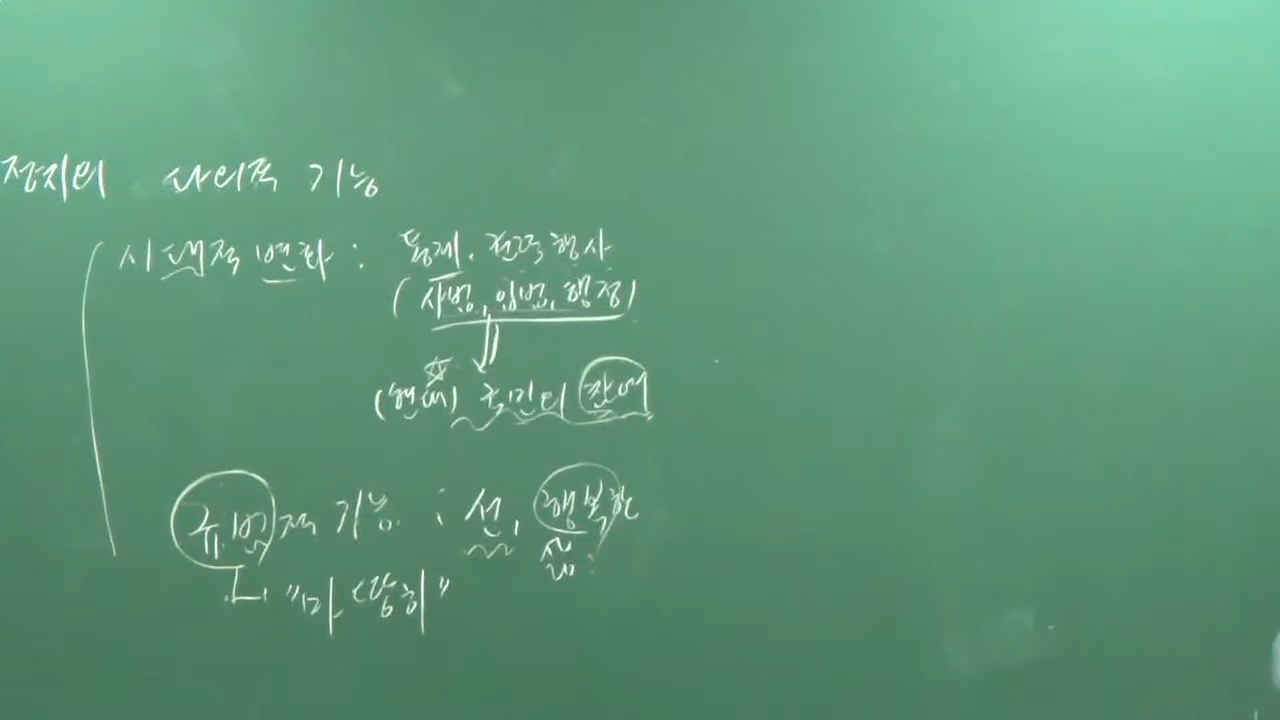 정치의 사회적 기능
시대적 변화 : 통제. 권력행사
(사법, 입법, 행정)
(현대) 국민의 참여
규범적 기능 : 선, 행복한
삶
"마땅히"